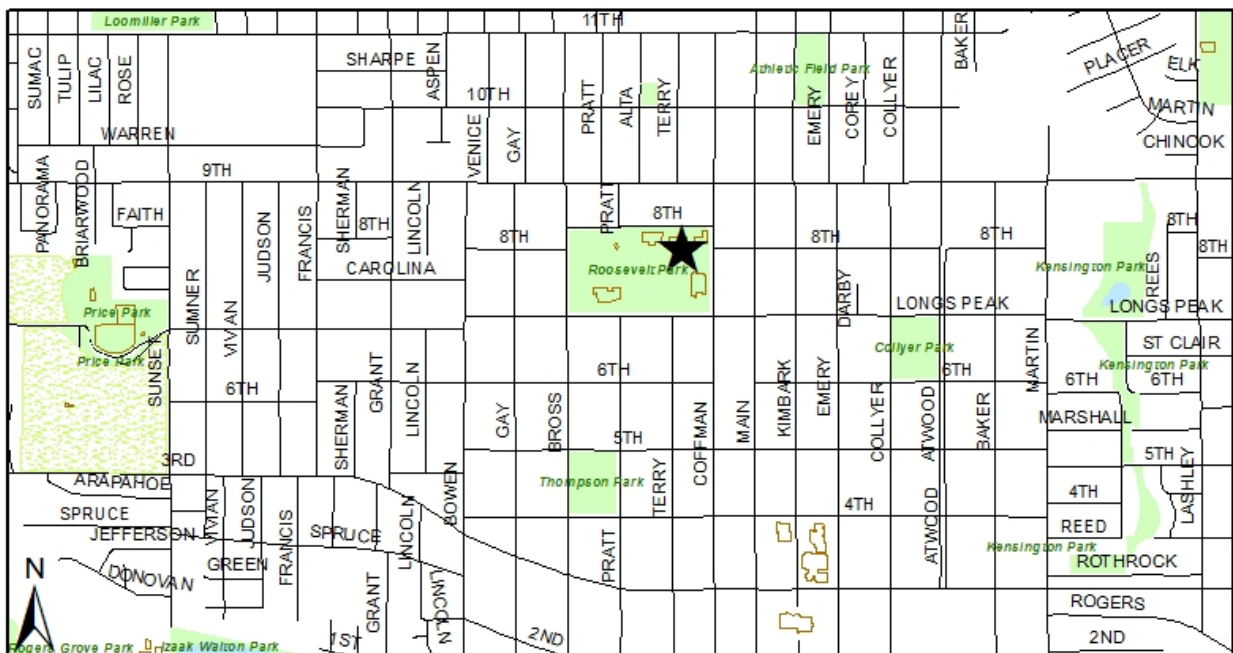 Loomiller Park
11TH
BAKER
SUMAC
TULIP
LILAC
ROSE
SHARPE
ASPEN
PLACER
ELK
Athletic Field Park
10TH
PRATT
ALTA
TERRY
EMERY
COREY
COLLYER
MARTIN
WARREN
VENICE
GAY
CHINOOK
9TH
PANORAMA
BRIARWOOD
FAITH
JUDSON
FRANCIS
SHERMAN
8TH
LINCOLN
PRATT
8TH
8TH
8TH
8TH
8TH
8TH
CAROLINA
Roosevelt Park
Kensington Park
REES
SUMNER
VIVIAN
DARBY
LONGS PEAK
LONGS PEAK
Price Park
Price Park
SUNSET
Collyer Park
MARTIN
ST CLAIR
Kensington Park
6TH
GRANT
LINCOLN
6TH
KIMBARK
EMERY
6TH
6TH
6TH
SHERMAN
GAY
BROSS
COFFMAN
MAIN
COLLYER
ATWOOD
BAKER
MARSHALL
5TH
5TH
3RD
ARAPAHOE
BOWEN
Thompson Park
TERRY
LASHLEY
SPRUCE
VIVIAN
JUDSON
FRANCIS
SPRUCE
LINCOLN
4TH
ATWOOD
4TH
JEFFERSON
REED
Kensington Park
GREEN
PRATT
ROTHROCK
N
DONOVAN
GRANT
LINCOLN
ROGERS
Rogers Grove Park
Izaak Walton Park
1ST
2ND
2ND